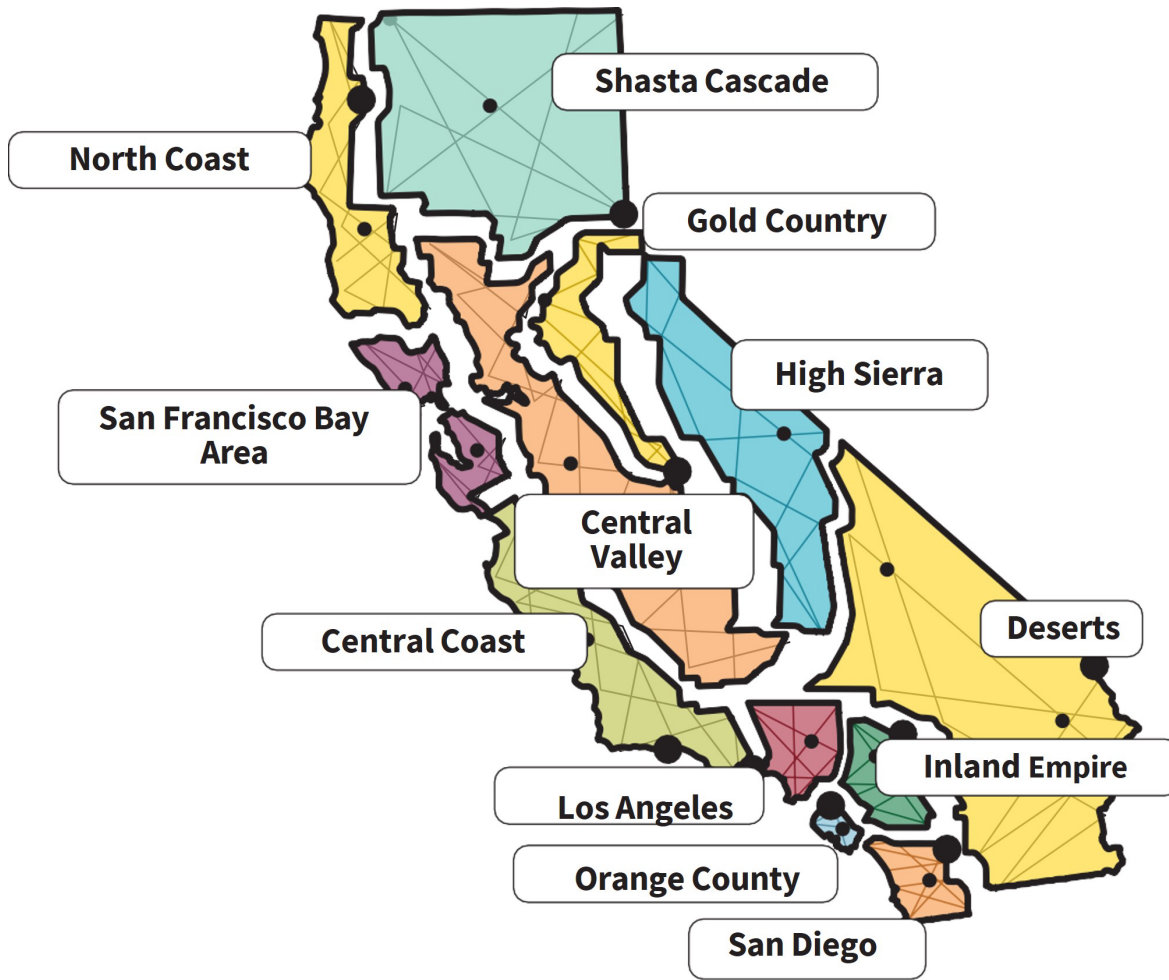 Shasta Cascade
North Coast
Gold Country
High Sierra
San Francisco Bay
Area
Central
Valley
Central Coast
Deserts
Inland Empire
Los Angeles
Orange County
San Diego